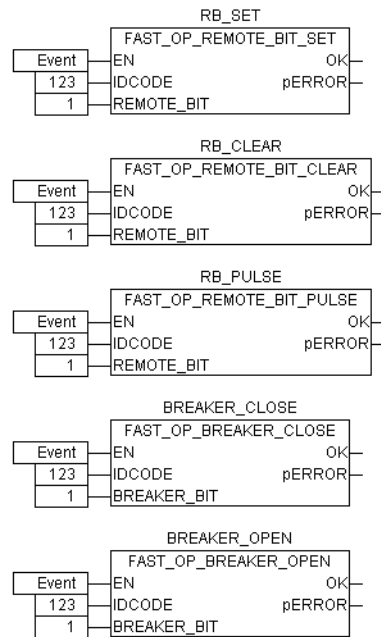 RB_SET
FAST_OP_REMOTE_BIT_SET
Event EN OK
123 IDCODE pERROR
1 REMOTE_BIT
RB_CLEAR
FAST_OP_REMOTE_BIT_CLEAR
Event EN OK
123 IDCODE pERROR
1 REMOTE_BIT
RB_PULSE
FAST_OP_REMOTE_BIT_PULSE
Event EN OK
123 IDCODE pERROR
1 REMOTE_BIT
BREAKER_CLOSE
FAST_OP_BREAKER_CLOSE
Event EN OK
123 IDCODE pERROR
1 BREAKER_BIT
BREAKER_OPEN
FAST_OP_BREAKER_OPEN
Event EN OK
123 IDCODE pERROR
1 BREAKER_BIT